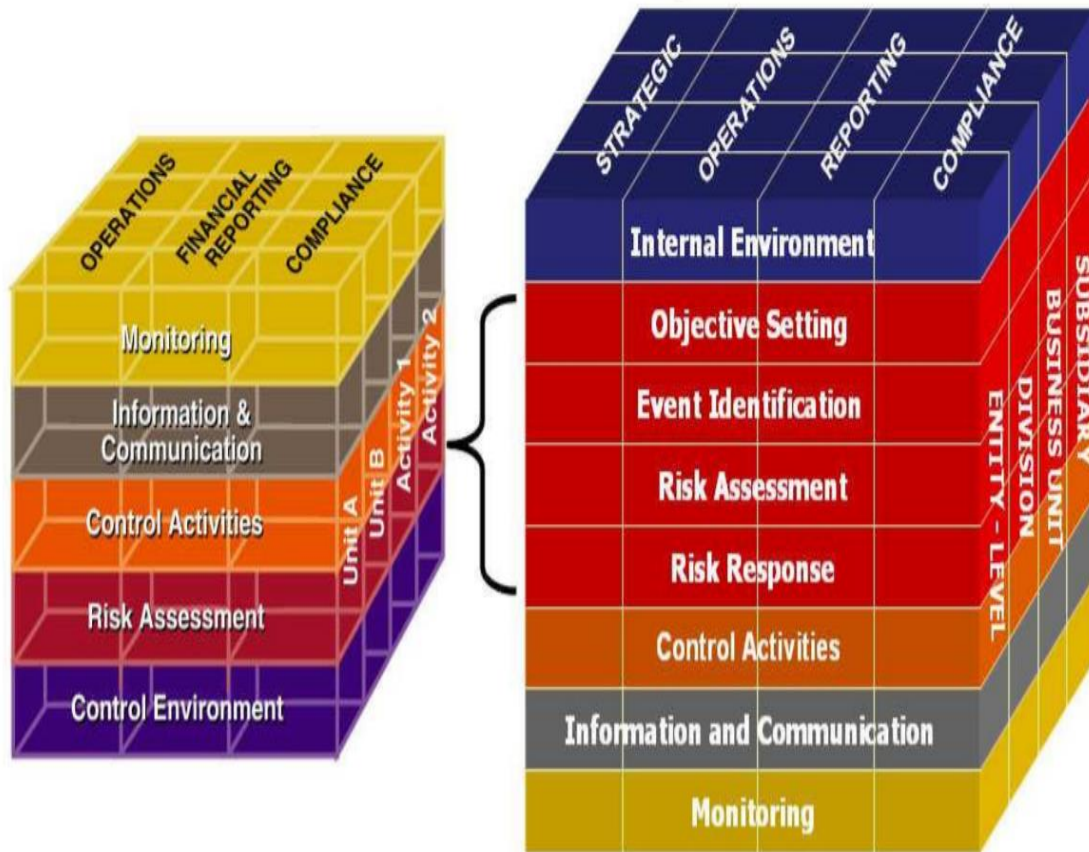 OPERATIONS
FINANCIAL
REPORTING
COMPLIANCE
Monitoring
Information &
Communication
Control Activities
Risk Assessment
Control Environment
Unit A
Unit B
Activity 1
Activity 2
STRATEGIC
OPERATIONS
REPORTING
COMPLIANCE
Internal Environment
Objective Setting
Event Identification
Risk Assessment
Risk Response
Control Activities
Information and Communication
Monitoring
ENTITY - LEVEL
DIVISION
BUSINESS UNIT
SUBSIDIARY